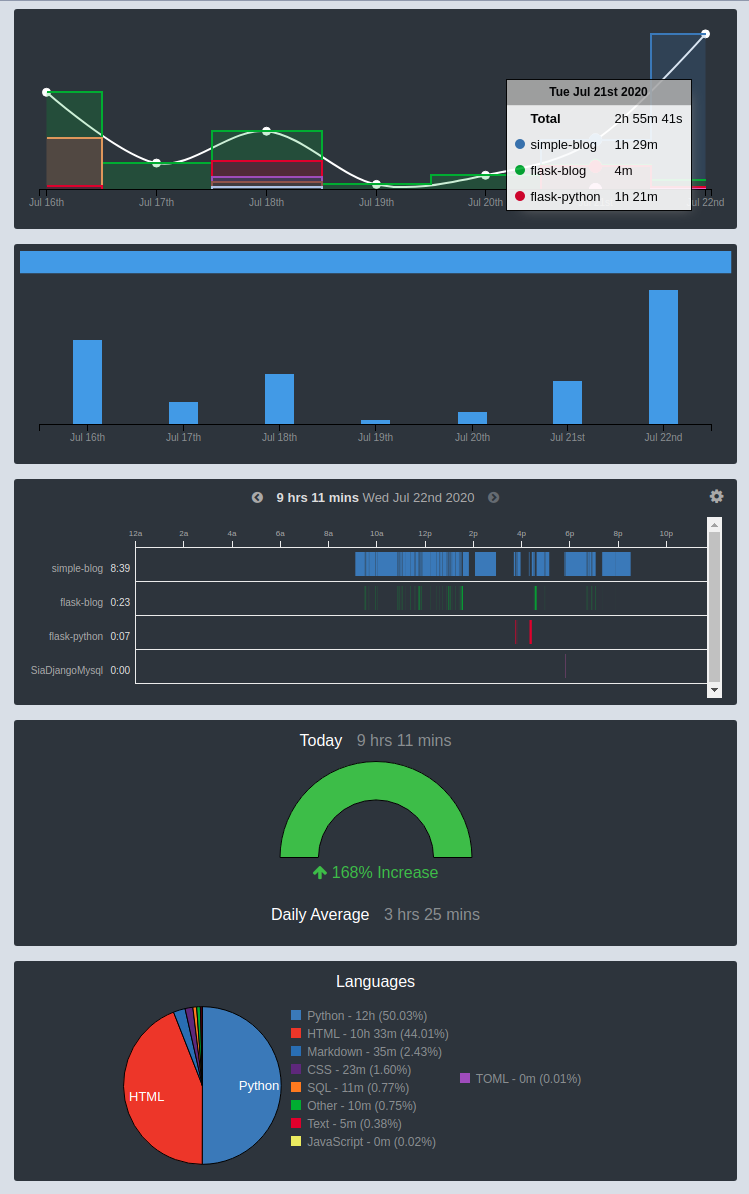 Tue Jul 21st 2020
Total 2h 55m 41s
simple-blog 1h 29m
flask-blog 4m
flask-python 1h 21m
Jul 16th Jul 17th Jul 18th Jul 19th Jul 20th ul 22nd
Jul 16th Jul 17th Jul 18th Jul 19th Jul 20th Jul 21st Jul 22nd
9 hrs 11 mins Wed Jul 22nd 2020
12a 2a 4a 6a 8a 10a 12p 2p 4p 6p 8p 10p
simple-blog 8:39
flask-blog 0:23
flask-python 0:07
SiaDjangoMysql 0:00
Today 9 hrs 11 mins
168% Increase
Daily Average 3 hrs 25 mins
Languages
HTML
Python
Python - 12h (50.03%)
HTML - 10h 33m (44.01%)
Markdown - 35m (2.43%)
CSS - 23m (1.60%)
SQL - 11m (0.77%)
Other - 10m (0.75%)
Text - 5m (0.38%)
JavaScript - 0m (0.02%)
TOML - 0m (0.01%)